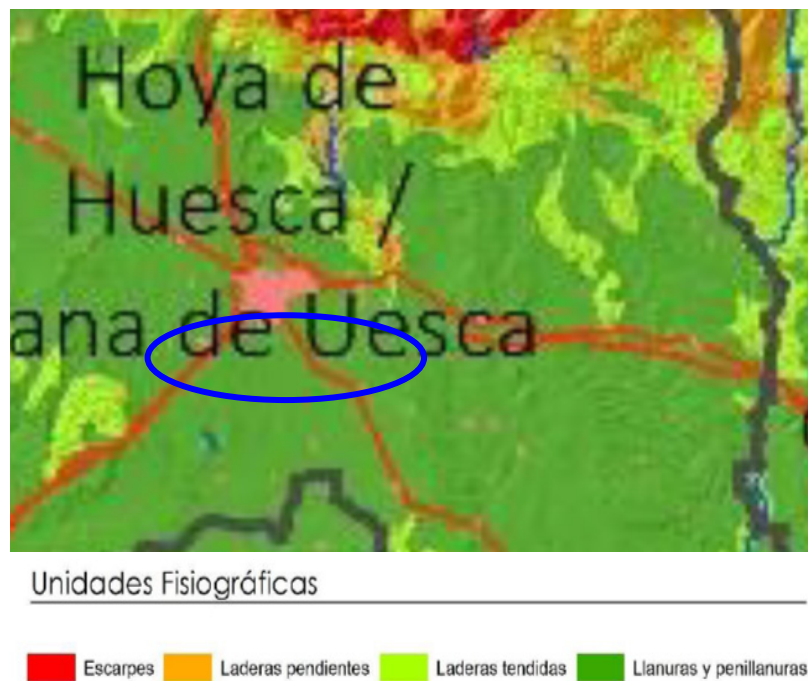 Hoya de
Huesca /
ana de Uesca
Unidades Fisiográficas
Escarpes
Laderas pendientes
Laderas tendidas
Llanuras y penillanuras